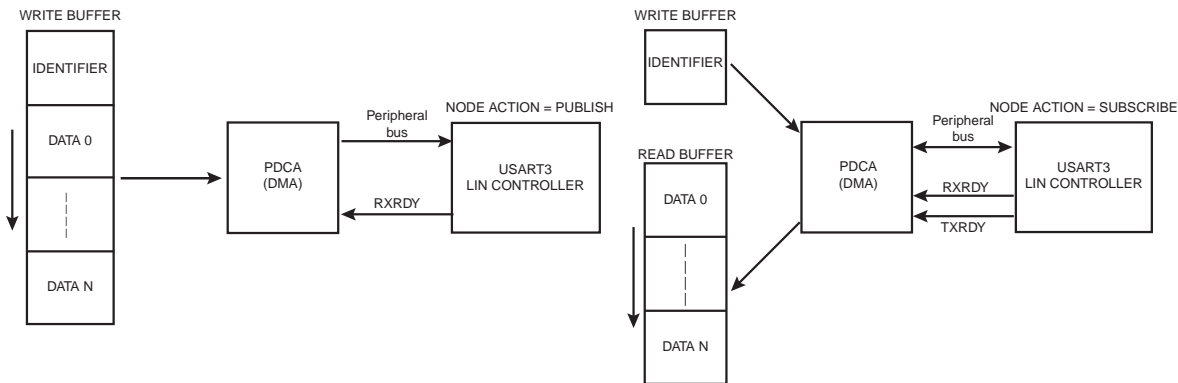 WRITE BUFFER
IDENTIFIER
DATA 0
DATA N
PDCA
(DMA)
Peripheral
bus
RXRDY
NODE ACTION = PUBLISH
USART3
LIN CONTROLLER
WRITE BUFFER
IDENTIFIER
READ BUFFER
DATA 0
DATA N
PDCA
(DMA)
Peripheral
bus
RXRDY
TXRDY
NODE ACTION = SUBSCRIBE
USART3
LIN CONTROLLER